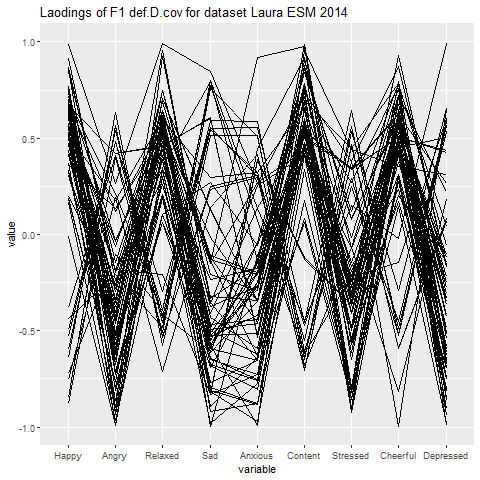 Laodings of F1 def.D.cov for dataset Laura ESM 2014
1.0
0.5
0.0
-0.5
-1.0
value
Happy Angry Relaxed Sad Anxious Content Stressed Cheerful Depressed
variable